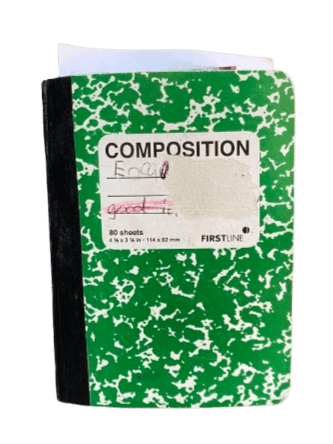 COMPOSITION
good
80 sheets
4 ½ x 3 ¼ in - 114 x 82 mm
FIRSTLINE